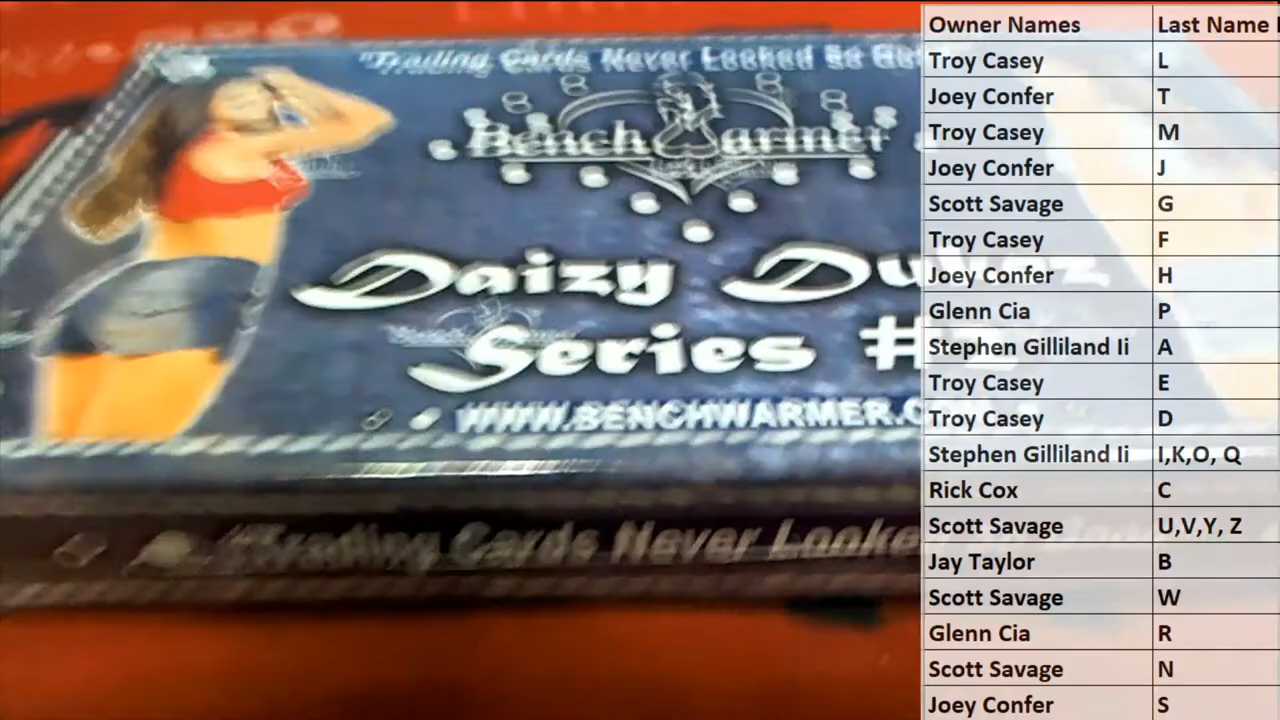 "Trading Cards Never Looked So
BenchWarmer
Daizy Dukez
Series #2
WWW.BENCHWARMER.C
"Trading Cards Never Looke
Owner Names Last Name
Troy Casey L
Joey Confer T
Troy Casey M
Joey Confer J
Scott Savage G
Troy Casey F
Joey Confer H
Glenn Cia P
Stephen Gilliland Ii A
Troy Casey E
Troy Casey D
Stephen Gilliland Ii I,K,O, Q
Rick Cox C
Scott Savage U,V,Y, Z
Jay Taylor B
Scott Savage W
Glenn Cia R
Scott Savage N
Joey Confer S